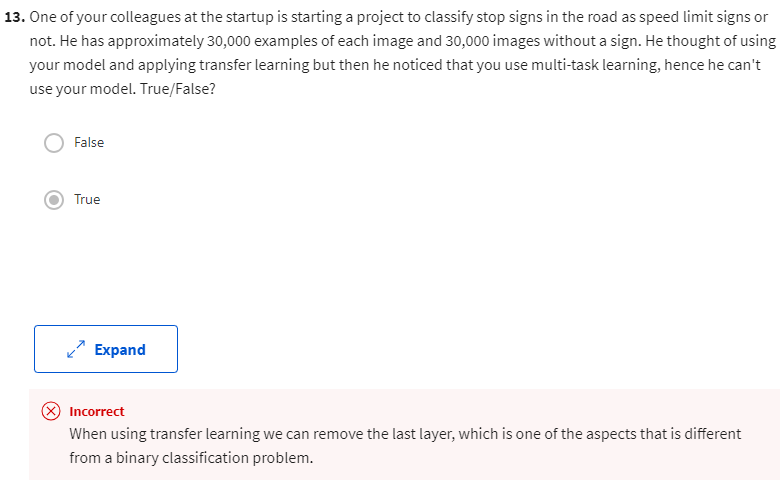 13. One of your colleagues at the startup is starting a project to classify stop signs in the road as speed limit signs or
not. He has approximately 30,000 examples of each image and 30,000 images without a sign. He thought of using
your model and applying transfer learning but then he noticed that you use multi-task learning, hence he can't
use your model. True/False?
False
True
Expand
Incorrect
When using transfer learning we can remove the last layer, which is one of the aspects that is different
from a binary classification problem.